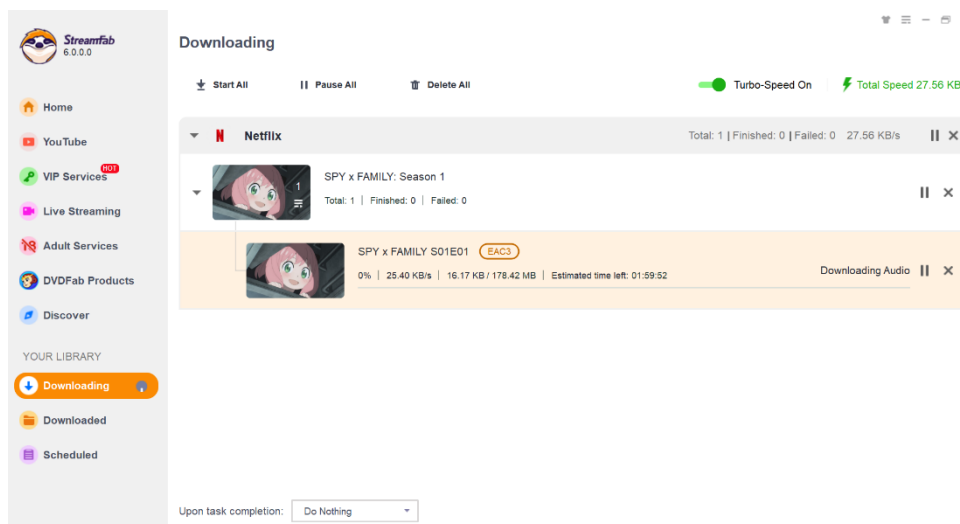 StreamFab
6.0.0.0
Home
YouTube
VIP Services
HOT
Live Streaming
Adult Services
DVDFab Products
Discover
YOUR LIBRARY
Downloading
Downloaded
Scheduled
Downloading
Start All Pause All Delete All Turbo-Speed On Total Speed 27.56 KB
N Netflix Total: 1 | Finished: 0 | Failed: 0 27.56 KB/s
1
SPY x FAMILY: Season 1
Total: 1 | Finished: 0 | Failed: 0
SPY x FAMILY S01E01 EAC3
0% | 25.40 KB/s | 16.17 KB / 178.42 MB | Estimated time left: 01:59:52
Downloading Audio
Upon task completion: Do Nothing